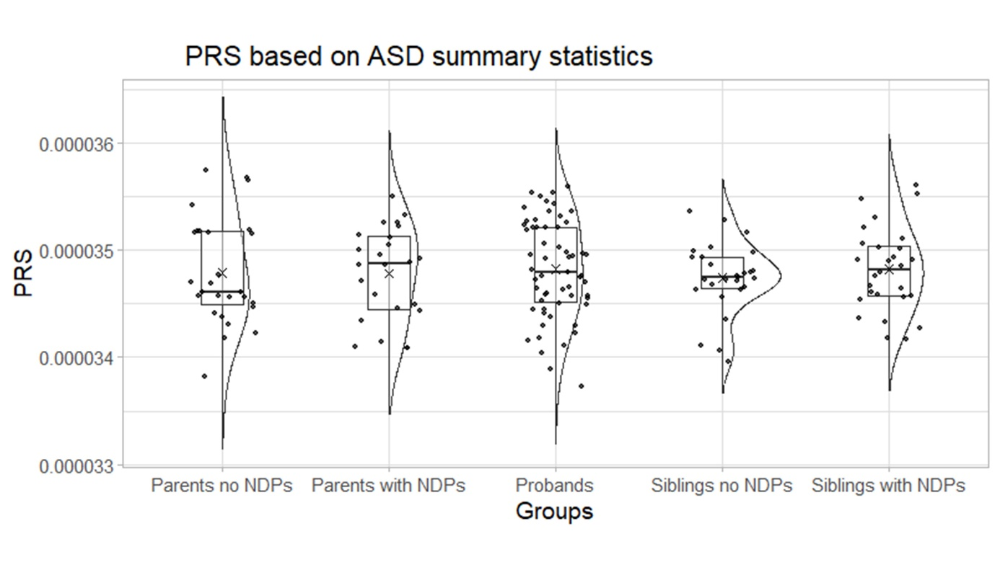 PRS based on ASD summary statistics
0.000036
0.000035
PRS
0.000034
0.000033
Parents no NDPs Parents with NDPs Probands Siblings no NDPs Siblings with NDPs
Groups